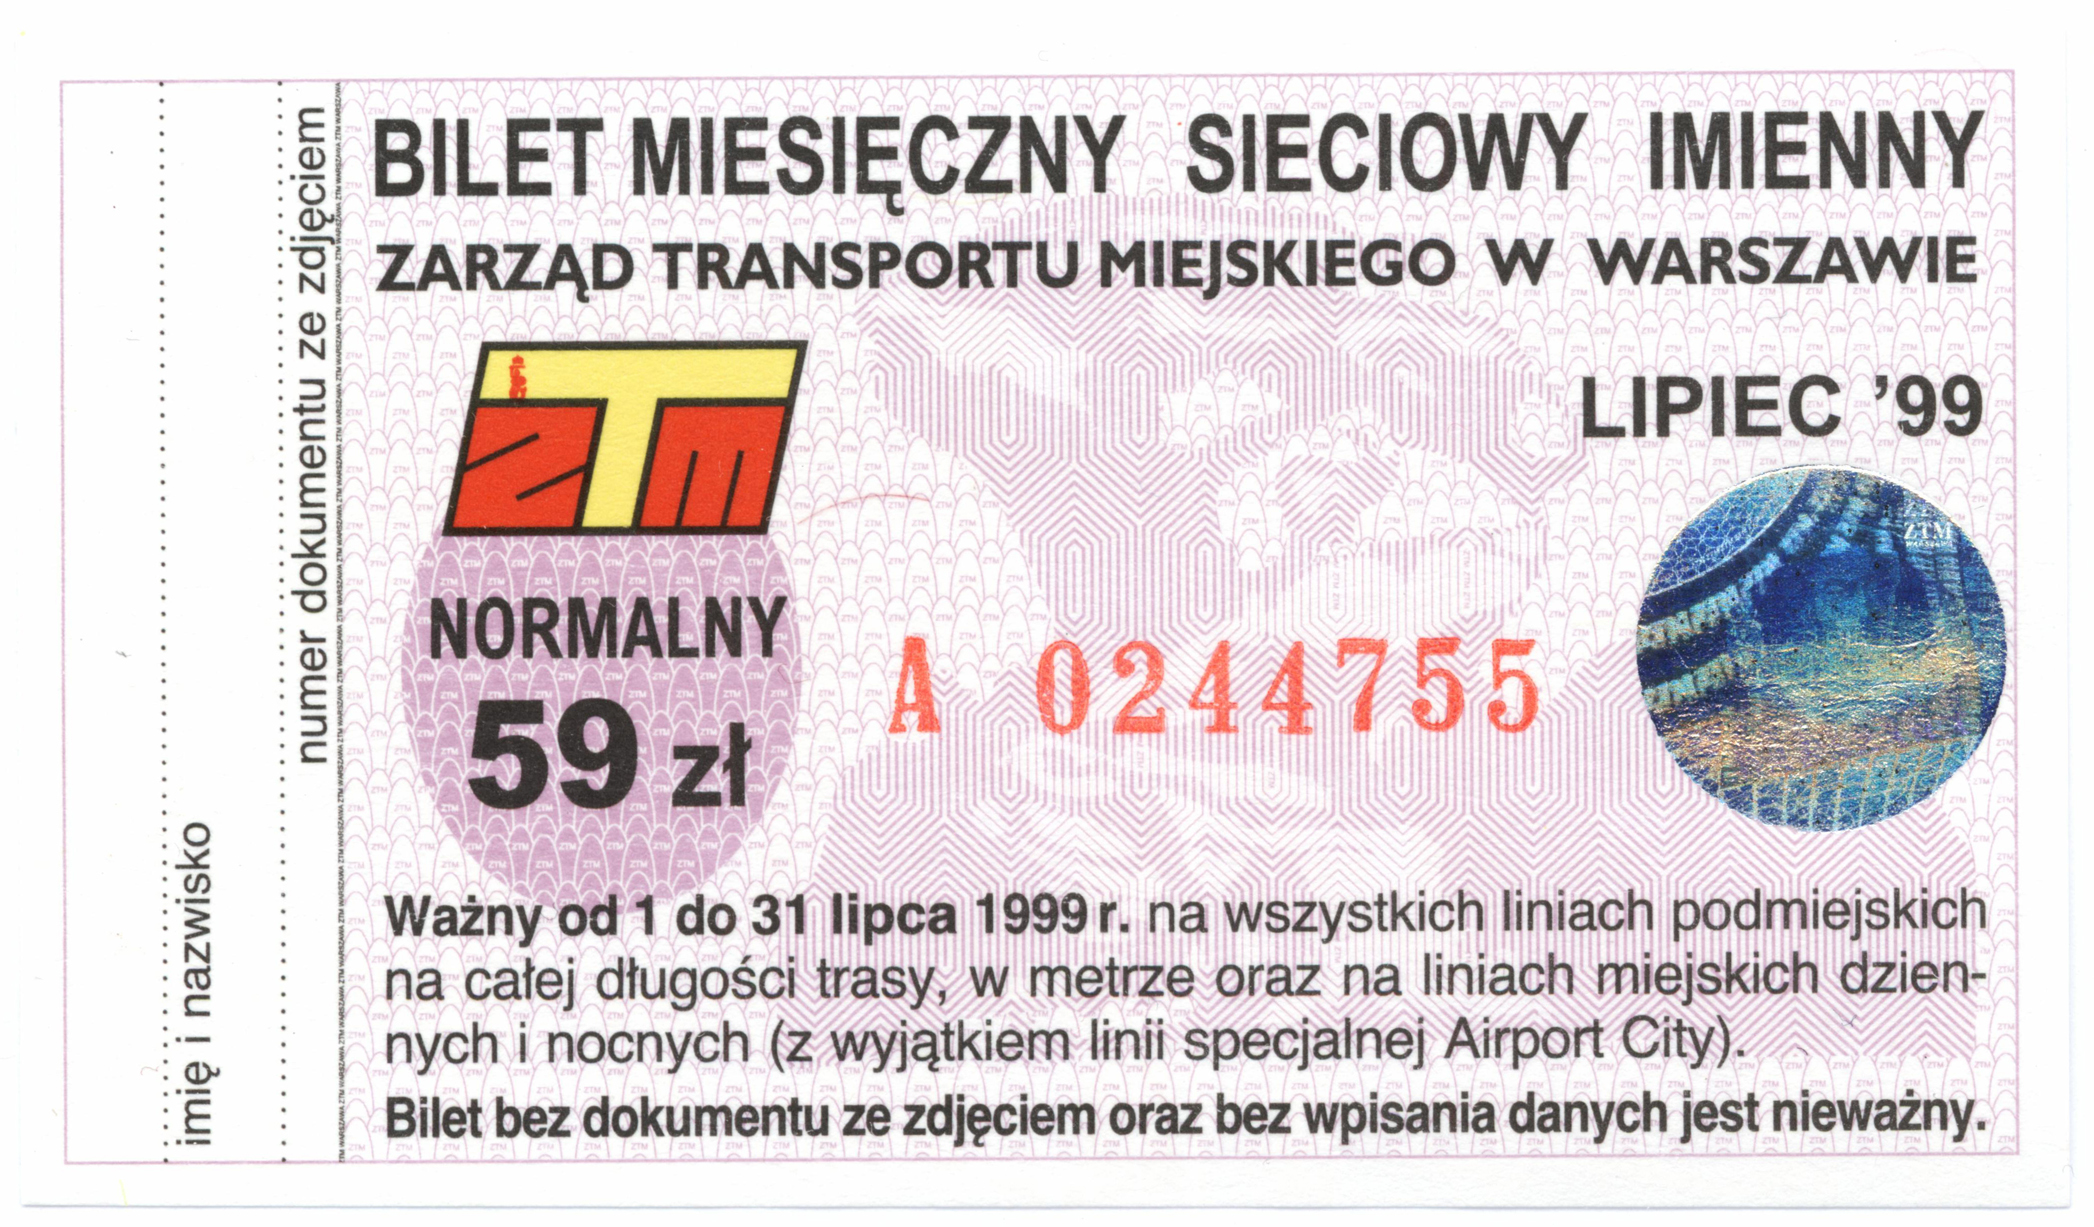 BILET MIESIĘCZNY SIECIOWY IMIENNY
ZARZĄD TRANSPORTU MIEJSKIEGO W WARSZAWIE
ZTM
LIPIEC '99
ZTM
WARSZAWA
NORMALNY
59 zł
A 0244755
Ważny od 1 do 31 lipca 1999 r. na wszystkich liniach podmiejskich
na całej długości trasy, w metrze oraz na liniach miejskich dzien-
nych i nocnych (z wyjątkiem linii specjalnej Airport City).
Bilet bez dokumentu ze zdjęciem oraz bez wpisania danych jest nieważny.
imię i nazwisko
numer dokumentu ze zdjęciem